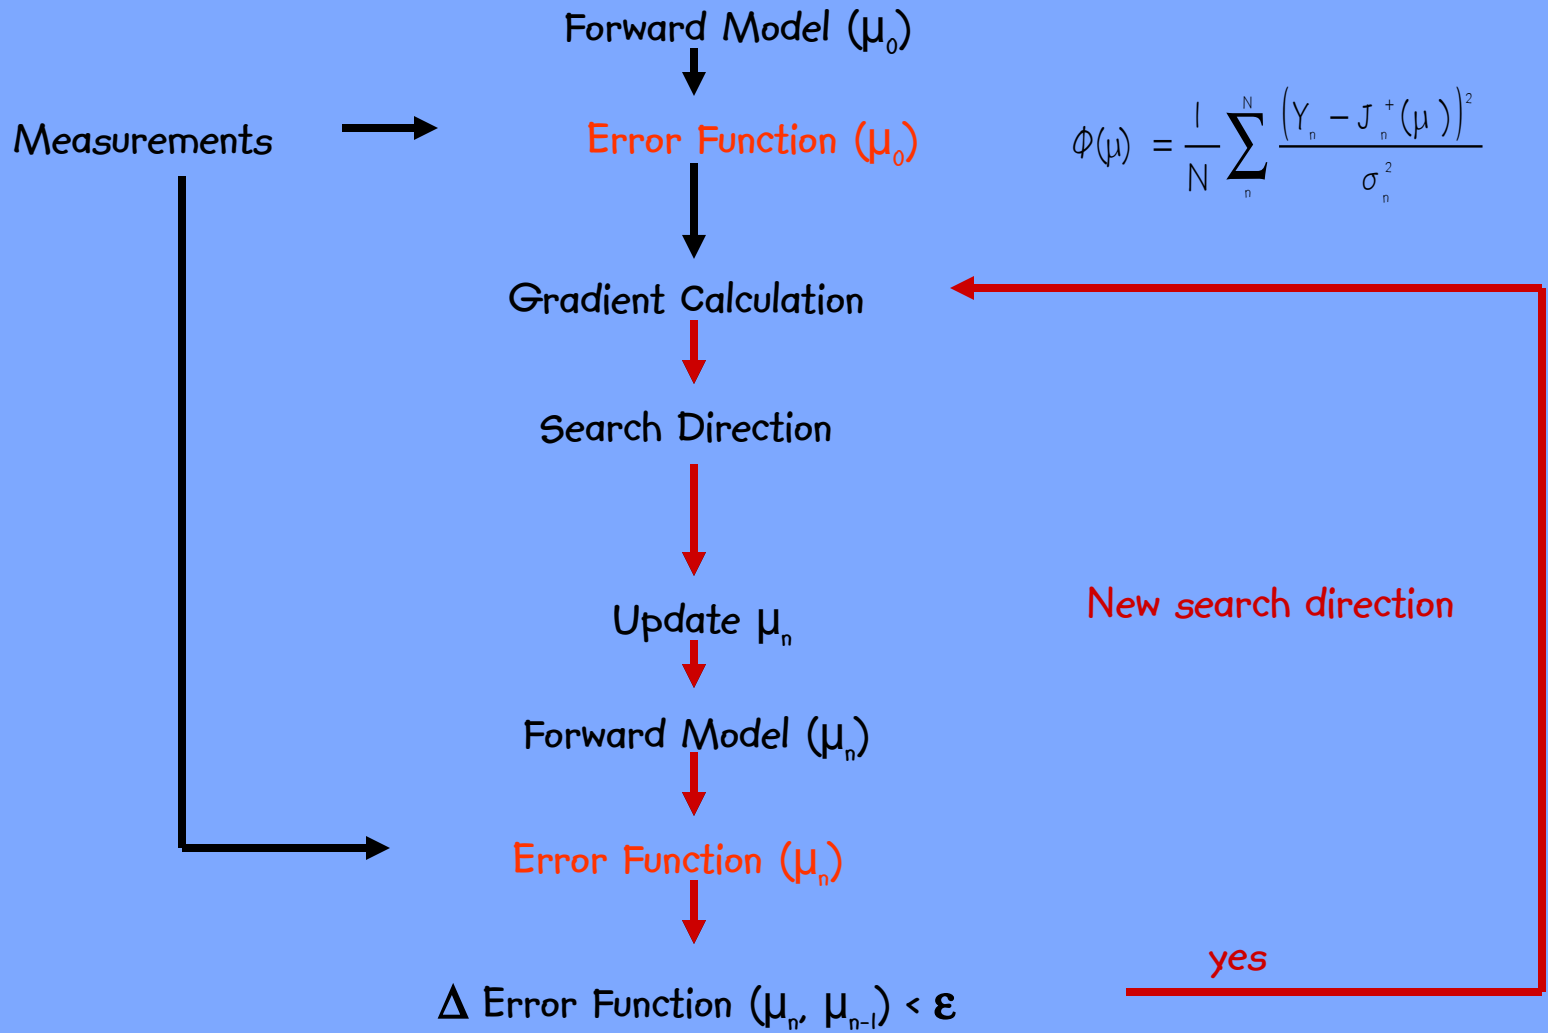 Forward Model (μ₀)
Measurements
Error Function (μ₀)
Φ(μ) = 1/N ∑ₙᴺ (Yₙ − Jₙ⁺(μ))² / σₙ²
Gradient Calculation
Search Direction
Update μₙ
New search direction
Forward Model (μₙ)
Error Function (μₙ)
yes
Δ Error Function (μₙ, μₙ₋₁) < ε